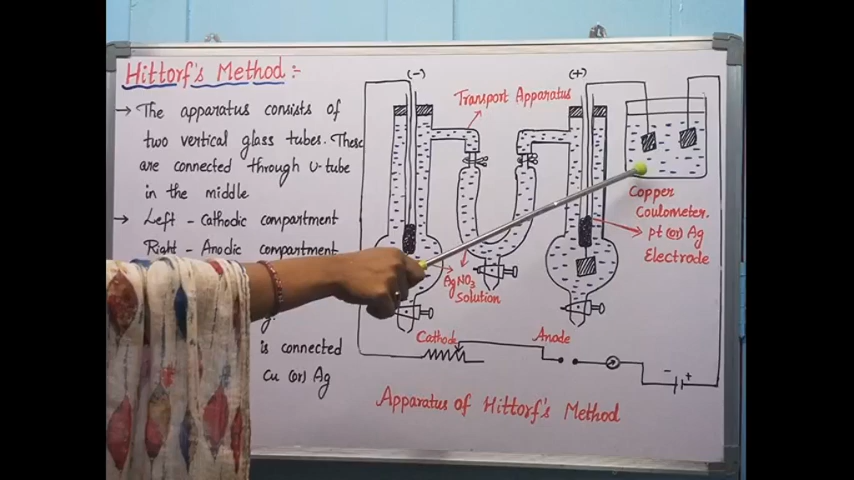 Hittorf's Method :-
→ The apparatus consists of
two vertical glass tubes. These
are connected through U-tube
in the middle
→ Left - Cathodic compartment
Right - Anodic compartment
is connected
Cu (or) Ag
(-)
(+)
Transport Apparatus
Copper
Coulometer.
pt (or) Ag
Electrode
AgNO3
Solution
Cathode
Anode
- +
Apparatus of Hittorf's Method